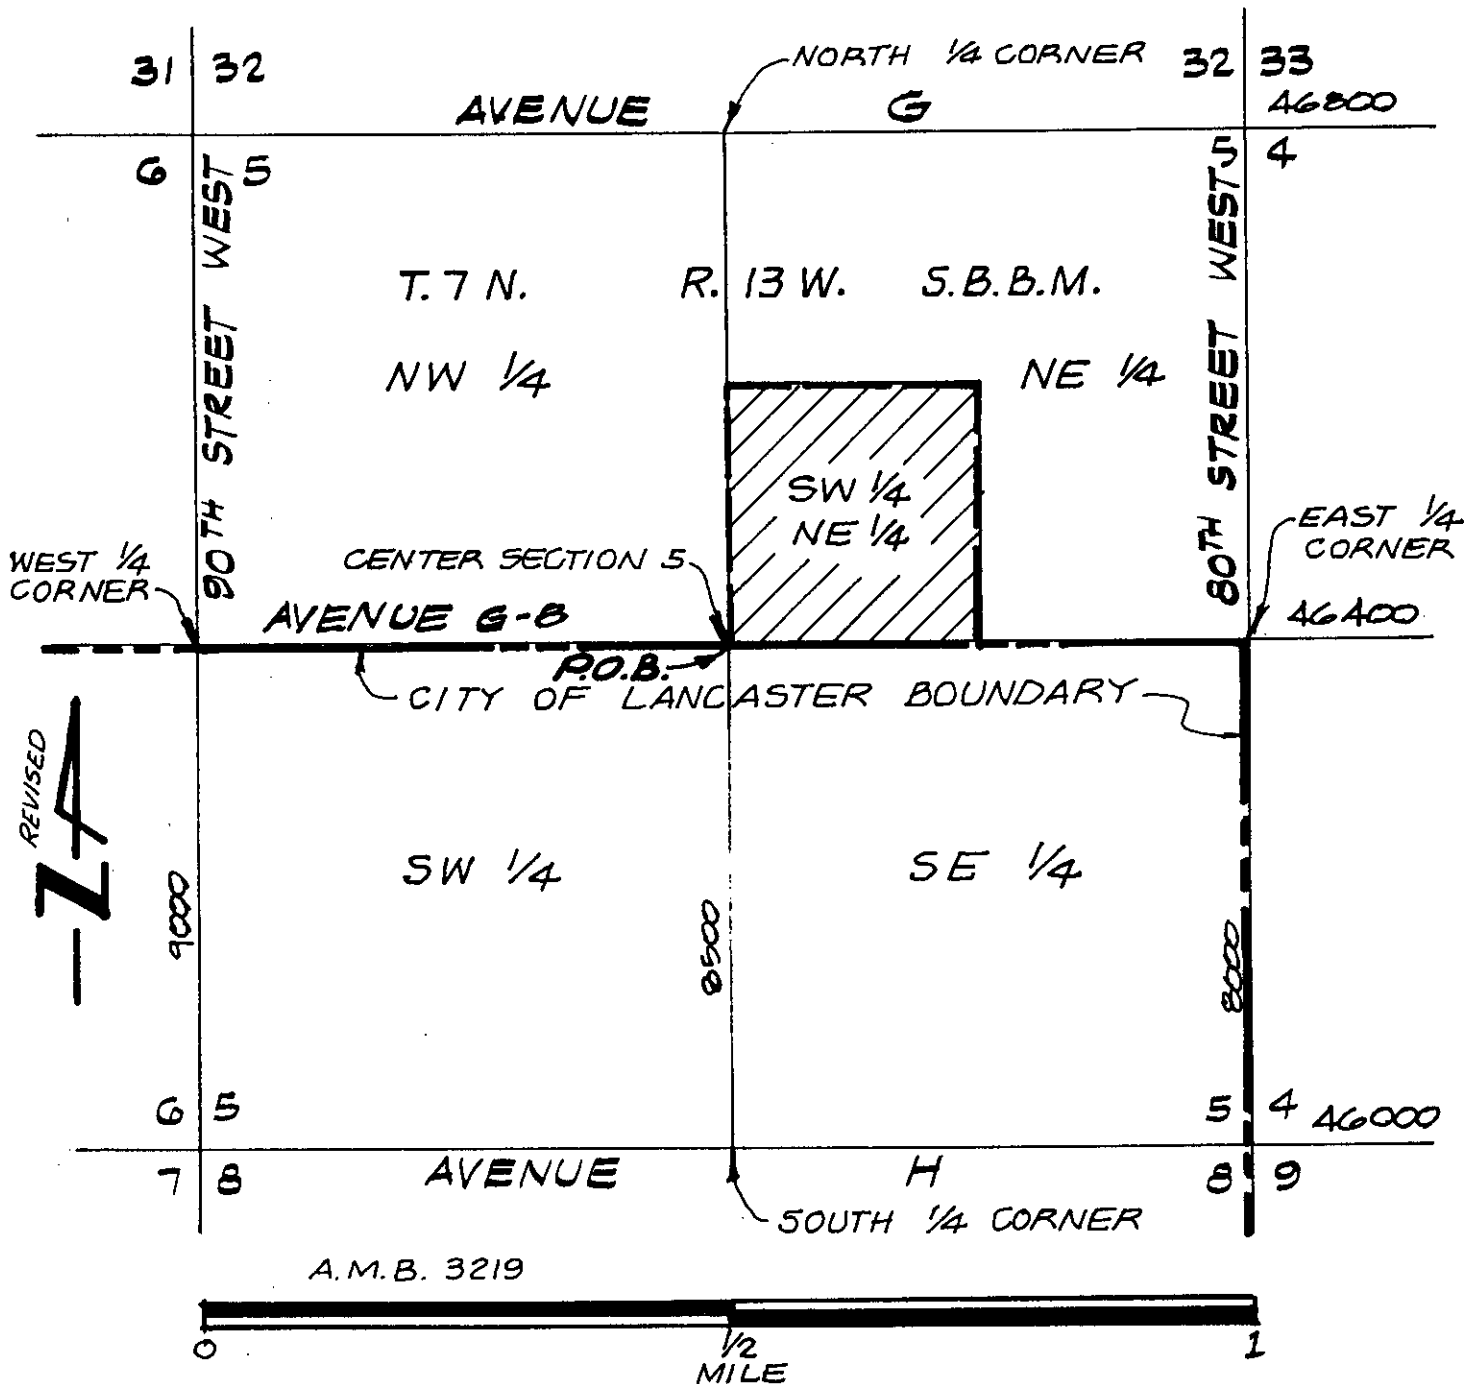 NORTH 1/4 CORNER
31 32
32 33
AVENUE G
46800
6 5
5 4
90TH STREET WEST
80TH STREET WEST
T. 7 N. R. 13 W. S.B.B.M.
NW 1/4
NE 1/4
SW 1/4
NE 1/4
WEST 1/4
CORNER
CENTER SECTION 5
EAST 1/4
CORNER
AVENUE G-8
46400
P.O.B.
CITY OF LANCASTER BOUNDARY
REVISED
N
SW 1/4
SE 1/4
9000
8500
8000
6 5
5 4
46000
7 8
AVENUE H
8 9
SOUTH 1/4 CORNER
A.M.B. 3219
0 1/2 1
MILE